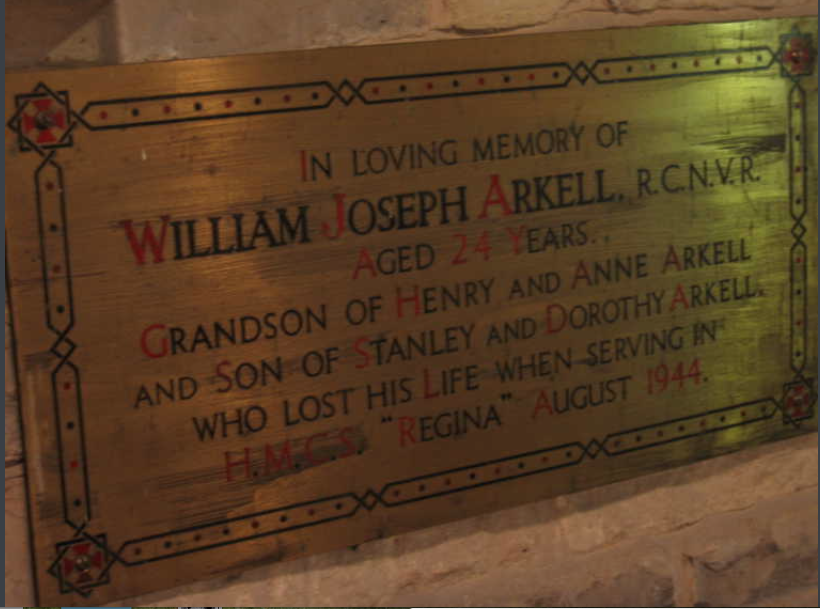 IN LOVING MEMORY OF
WILLIAM JOSEPH ARKELL, R.C.N.V.R.
AGED 24 YEARS.
GRANDSON OF HENRY AND ANNE ARKELL
AND SON OF STANLEY AND DOROTHY ARKELL,
WHO LOST HIS LIFE WHEN SERVING IN
H.M.C.S. "REGINA" AUGUST 1944.